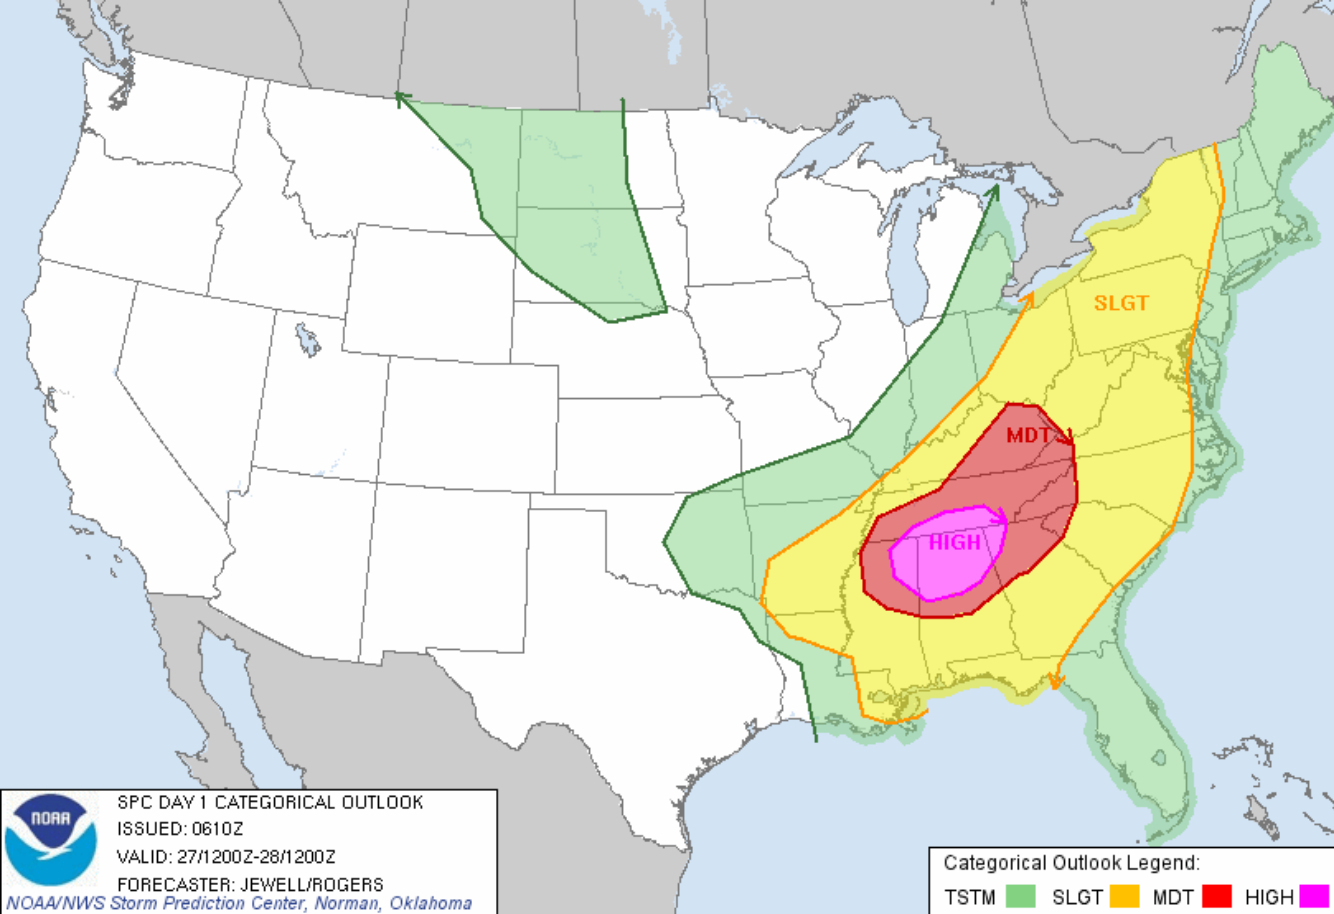 SLGT
MDT
HIGH
NOAA
SPC DAY 1 CATEGORICAL OUTLOOK
ISSUED: 0610Z
VALID: 27/1200Z-28/1200Z
FORECASTER: JEWELL/ROGERS
NOAA/NWS Storm Prediction Center, Norman, Oklahoma
Categorical Outlook Legend:
TSTM SLGT MDT HIGH